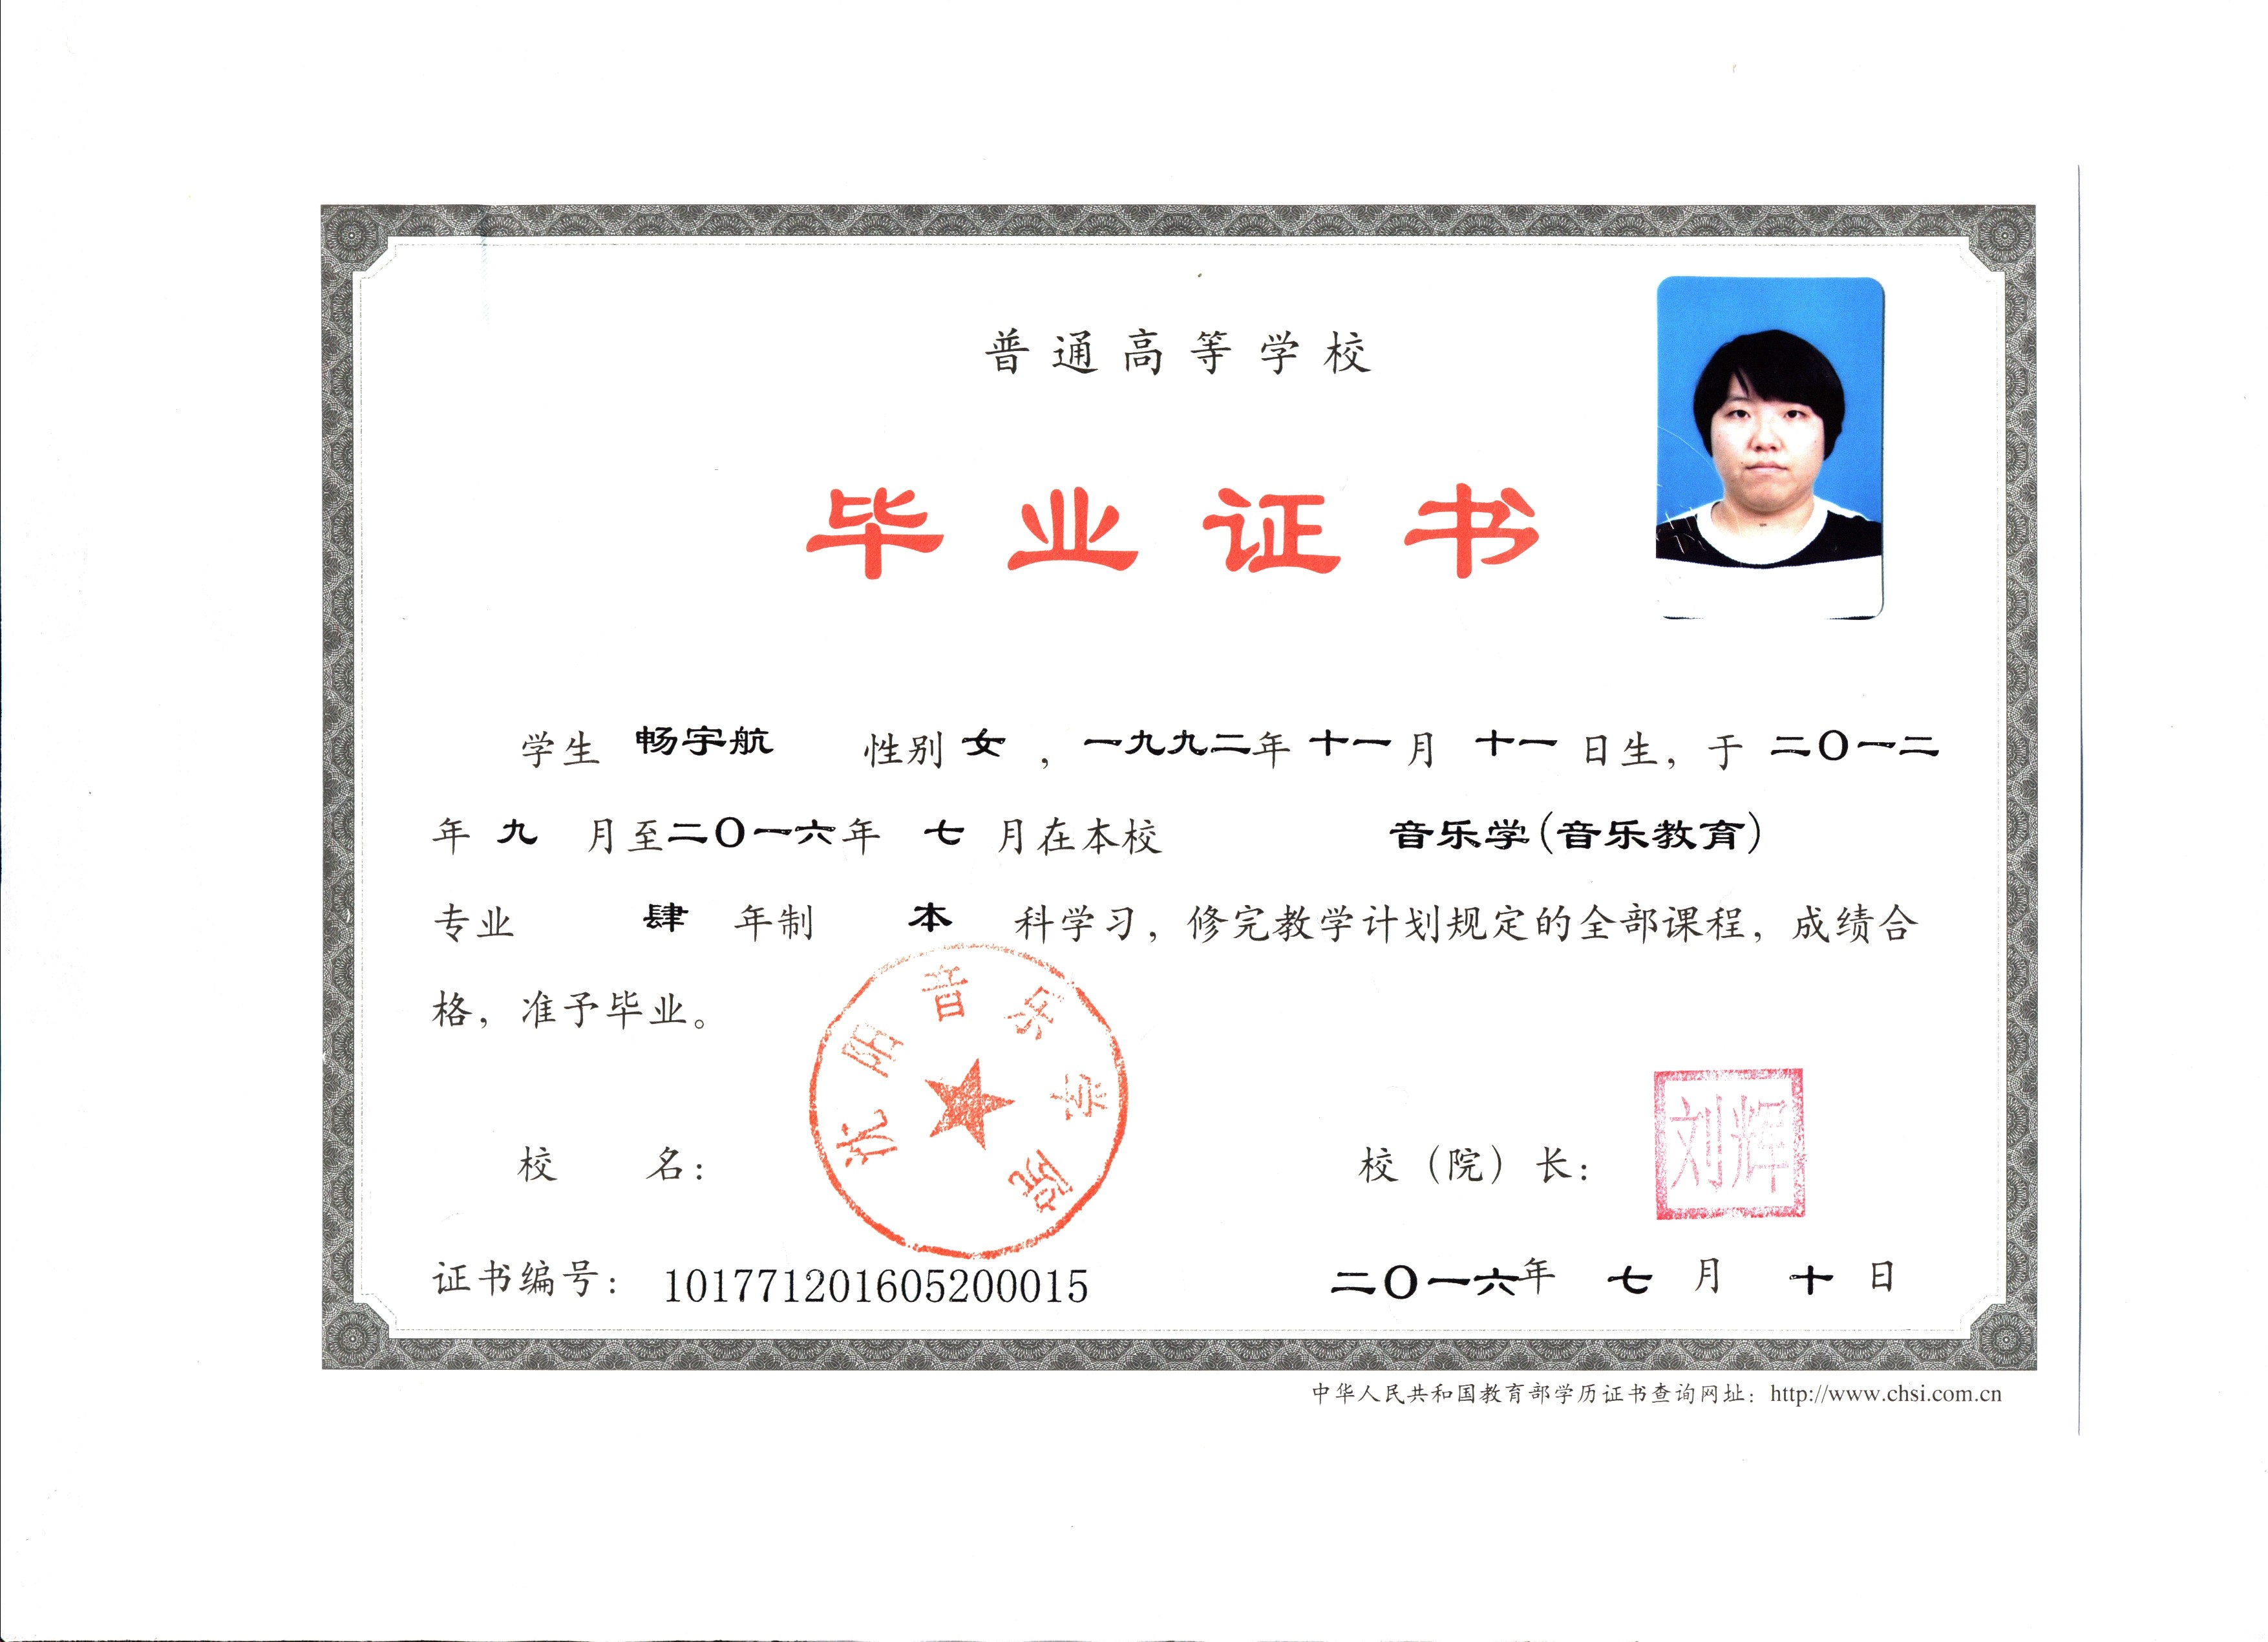 普通高等学校
毕业证书
学生 畅宇航 性别 女 ，一九九二年 十一 月 十一 日生，于 二〇一二
年 九 月至二〇一六年 七 月在本校 音乐学(音乐教育)
专业 肆 年制 本 科学习，修完教学计划规定的全部课程，成绩合
格，准予毕业。
沈阳音乐学院
校 名： 校（院）长： 刘辉
证书编号： 101771201605200015 二〇一六年 七 月 十 日
中华人民共和国教育部学历证书查询网址：http://www.chsi.com.cn